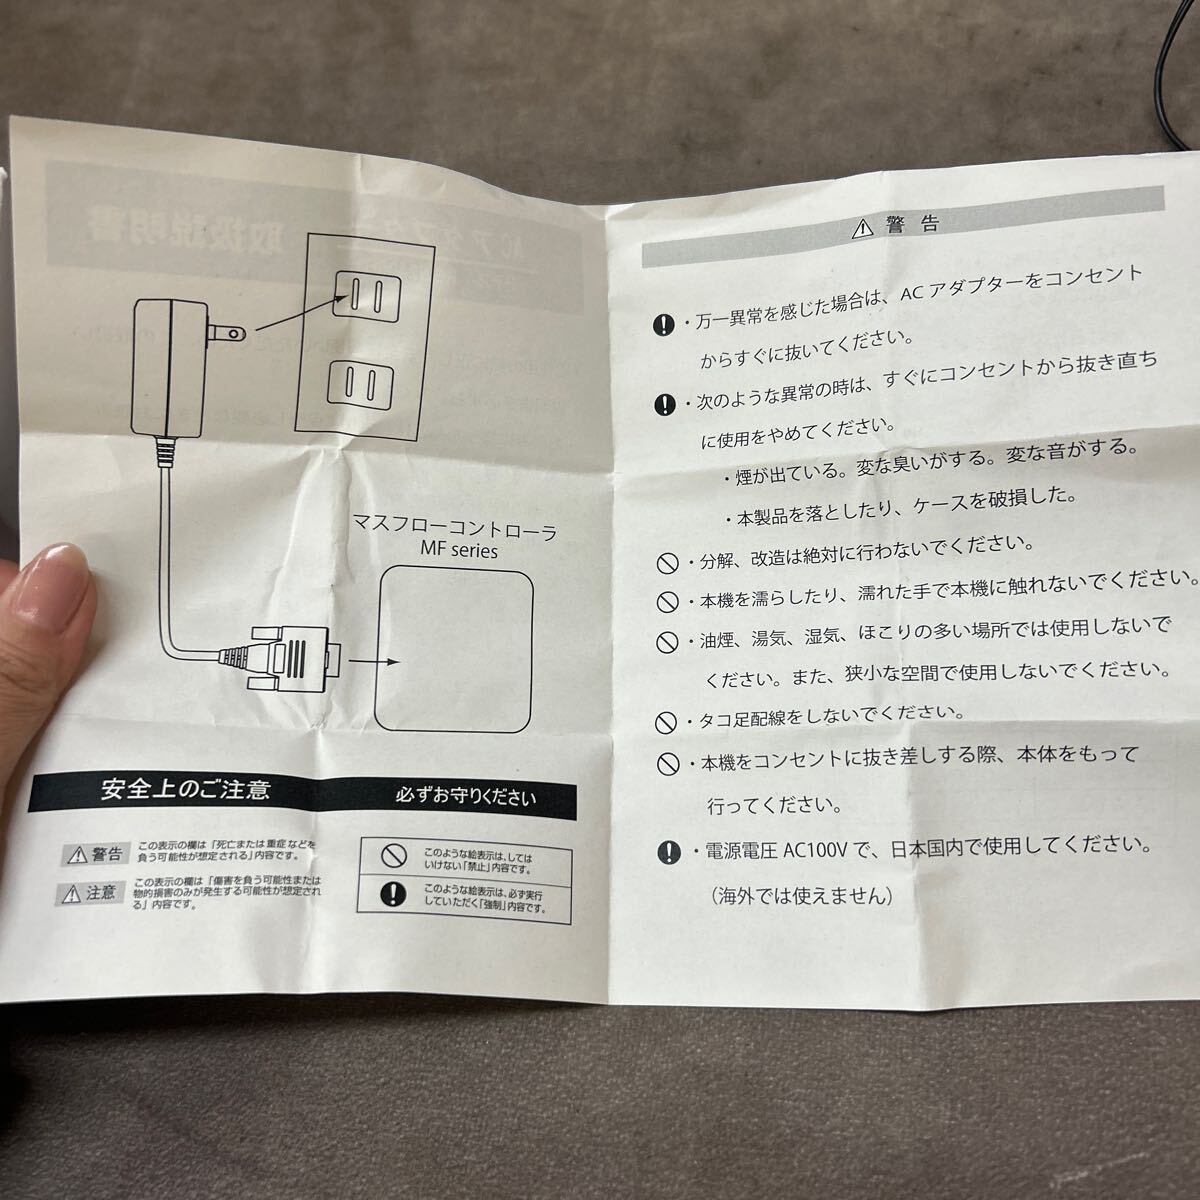 マスフローコントローラ
MF series
安全上のご注意
必ずお守りください
警告
この表示の欄は「死亡または重症などを
負う可能性が想定される」内容です。
注意
この表示の欄は「傷害を負う可能性または
物的損害のみが発生する可能性が想定され
る」内容です。
このような絵表示は、しては
いけない「禁止」内容です。
このような絵表示は、必ず実行
していただく「強制」内容です。
警告
・万一異常を感じた場合は、ACアダプターをコンセント
からすぐに抜いてください。
・次のような異常の時は、すぐにコンセントから抜き直ち
に使用をやめてください。
・煙が出ている。変な臭いがする。変な音がする。
・本製品を落としたり、ケースを破損した。
・分解、改造は絶対に行わないでください。
・本機を濡らしたり、濡れた手で本機に触れないでください。
・油煙、湯気、湿気、ほこりの多い場所では使用しないで
ください。また、狭小な空間で使用しないでください。
・タコ足配線をしないでください。
・本機をコンセントに抜き差しする際、本体をもって
行ってください。
・電源電圧 AC100V で、日本国内で使用してください。
（海外では使えません）
取扱説明書